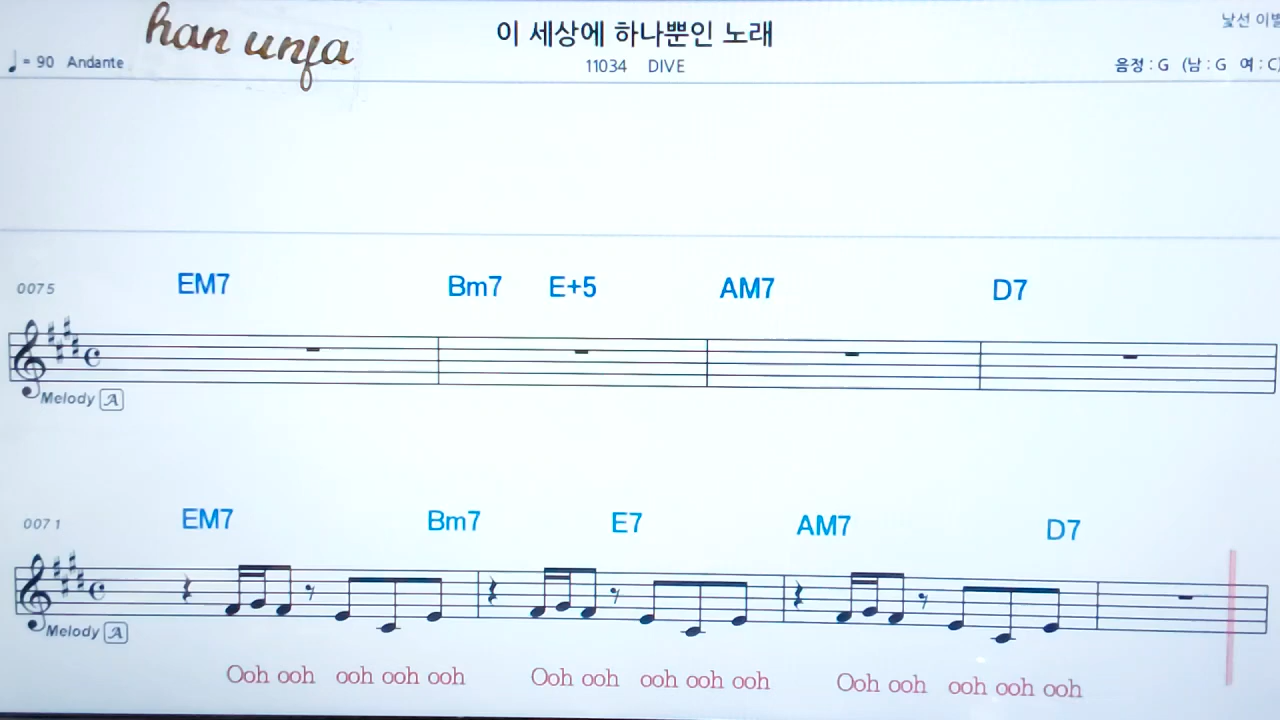 han unfa
이 세상에 하나뿐인 노래
낯선 이별
♩= 90 Andante
11034 DIVE
음정 : G (남 : G 여 : C)
0075
EM7 Bm7 E+5 AM7 D7
Melody A
0071
EM7 Bm7 E7 AM7 D7
Melody A
Ooh ooh ooh ooh ooh Ooh ooh ooh ooh ooh Ooh ooh ooh ooh ooh